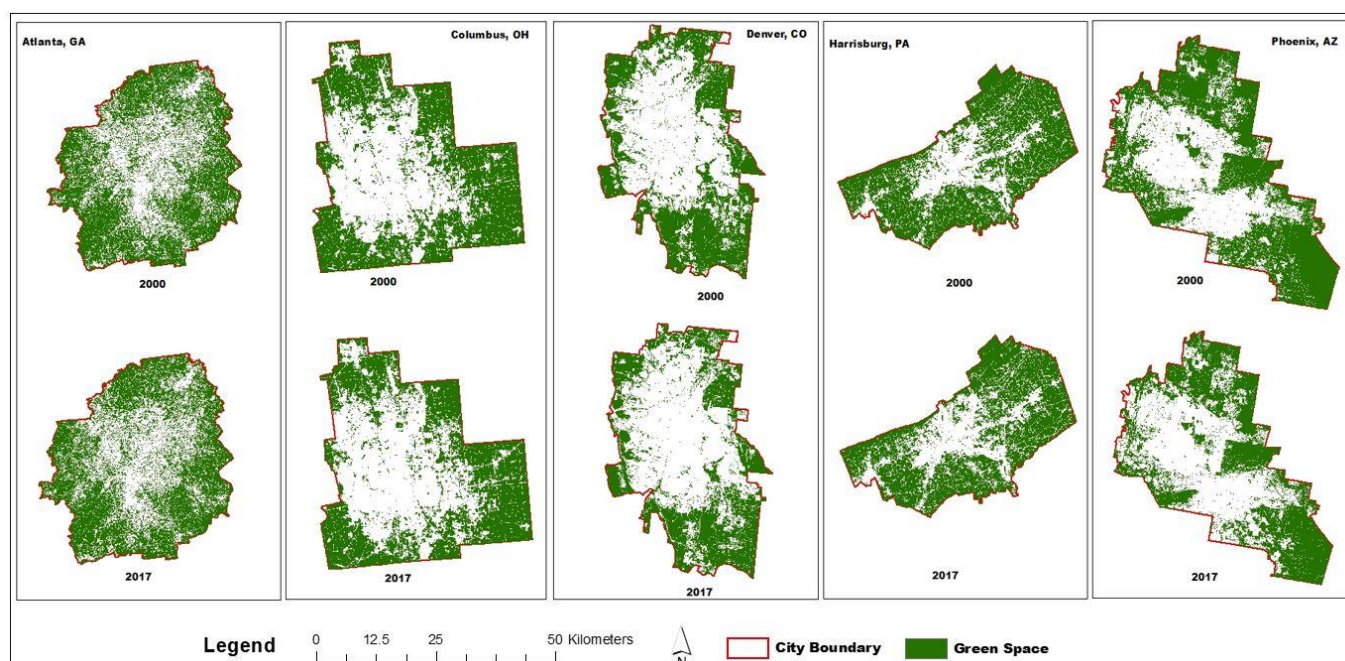 Atlanta, GA
Columbus, OH
Denver, CO
Harrisburg, PA
Phoenix, AZ
2000
2000
2000
2000
2000
2017
2017
2017
2017
2017
Legend
0 12.5 25 50 Kilometers
N
City Boundary
Green Space